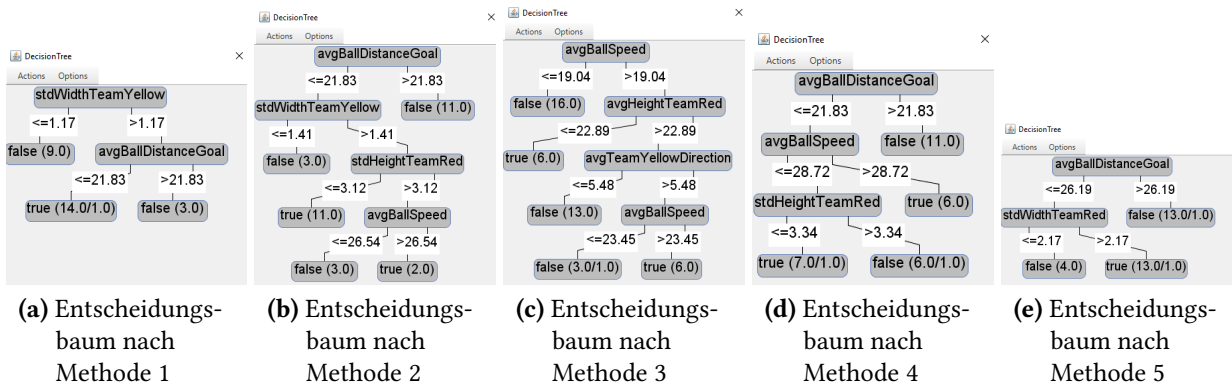 DecisionTree
Actions Options
stdWidthTeamYellow
<=1.17 >1.17
false (9.0) avgBallDistanceGoal
<=21.83 >21.83
true (14.0/1.0) false (3.0)
(a) Entscheidungs-
baum nach
Methode 1
DecisionTree
Actions Options
avgBallDistanceGoal
<=21.83 >21.83
stdWidthTeamYellow false (11.0)
<=1.41 >1.41
false (3.0) stdHeightTeamRed
<=3.12 >3.12
true (11.0) avgBallSpeed
<=26.54 >26.54
false (3.0) true (2.0)
(b) Entscheidungs-
baum nach
Methode 2
DecisionTree
Actions Options
avgBallSpeed
<=19.04 >19.04
false (16.0) avgHeightTeamRed
<=22.89 >22.89
true (6.0) avgTeamYellowDirection
<=5.48 >5.48
false (13.0) avgBallSpeed
<=23.45 >23.45
false (3.0/1.0) true (6.0)
(c) Entscheidungs-
baum nach
Methode 3
DecisionTree
Actions Options
avgBallDistanceGoal
<=21.83 >21.83
avgBallSpeed false (11.0)
<=28.72 >28.72
stdHeightTeamRed true (6.0)
<=3.34 >3.34
true (7.0/1.0) false (6.0/1.0)
(d) Entscheidungs-
baum nach
Methode 4
DecisionTree
Actions Options
avgBallDistanceGoal
<=26.19 >26.19
stdWidthTeamRed false (13.0/1.0)
<=2.17 >2.17
false (4.0) true (13.0/1.0)
(e) Entscheidungs-
baum nach
Methode 5